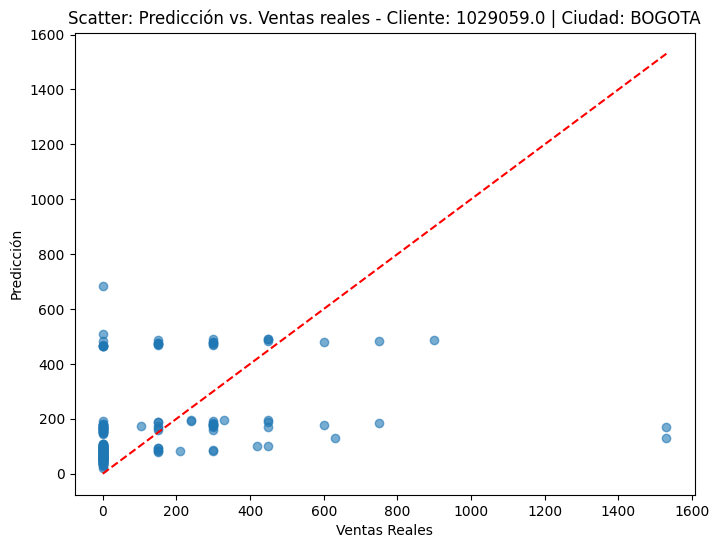 Scatter: Predicción vs. Ventas reales - Cliente: 1029059.0 | Ciudad: BOGOTA
1600
1400
1200
1000
800
600
400
200
0
Predicción
0 200 400 600 800 1000 1200 1400 1600
Ventas Reales